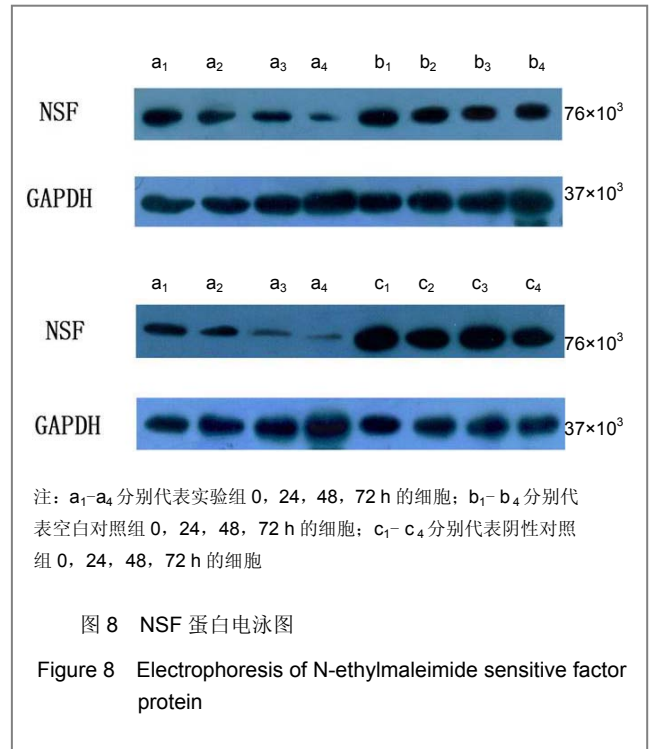 a₁ a₂ a₃ a₄ b₁ b₂ b₃ b₄
NSF 76×10³
GAPDH 37×10³
a₁ a₂ a₃ a₄ c₁ c₂ c₃ c₄
NSF 76×10³
GAPDH 37×10³
注：a₁-a₄ 分别代表实验组 0，24，48，72 h 的细胞；b₁- b ₄ 分别代
表空白对照组 0，24，48，72 h 的细胞；c₁- c ₄ 分别代表阴性对照
组 0，24，48，72 h 的细胞
图 8 NSF 蛋白电泳图
Figure 8 Electrophoresis of N-ethylmaleimide sensitive factor
protein